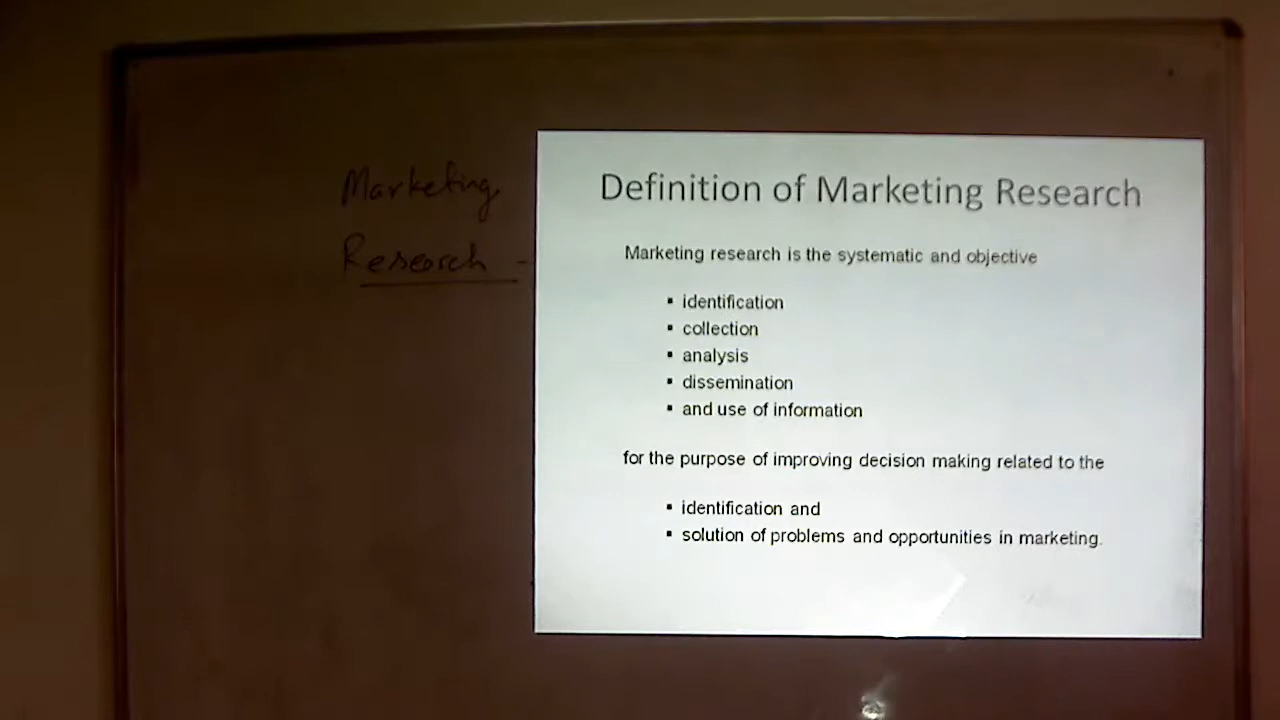 Marketing
Research -
Definition of Marketing Research
Marketing research is the systematic and objective
▪ identification
▪ collection
▪ analysis
▪ dissemination
▪ and use of information
for the purpose of improving decision making related to the
▪ identification and
▪ solution of problems and opportunities in marketing.